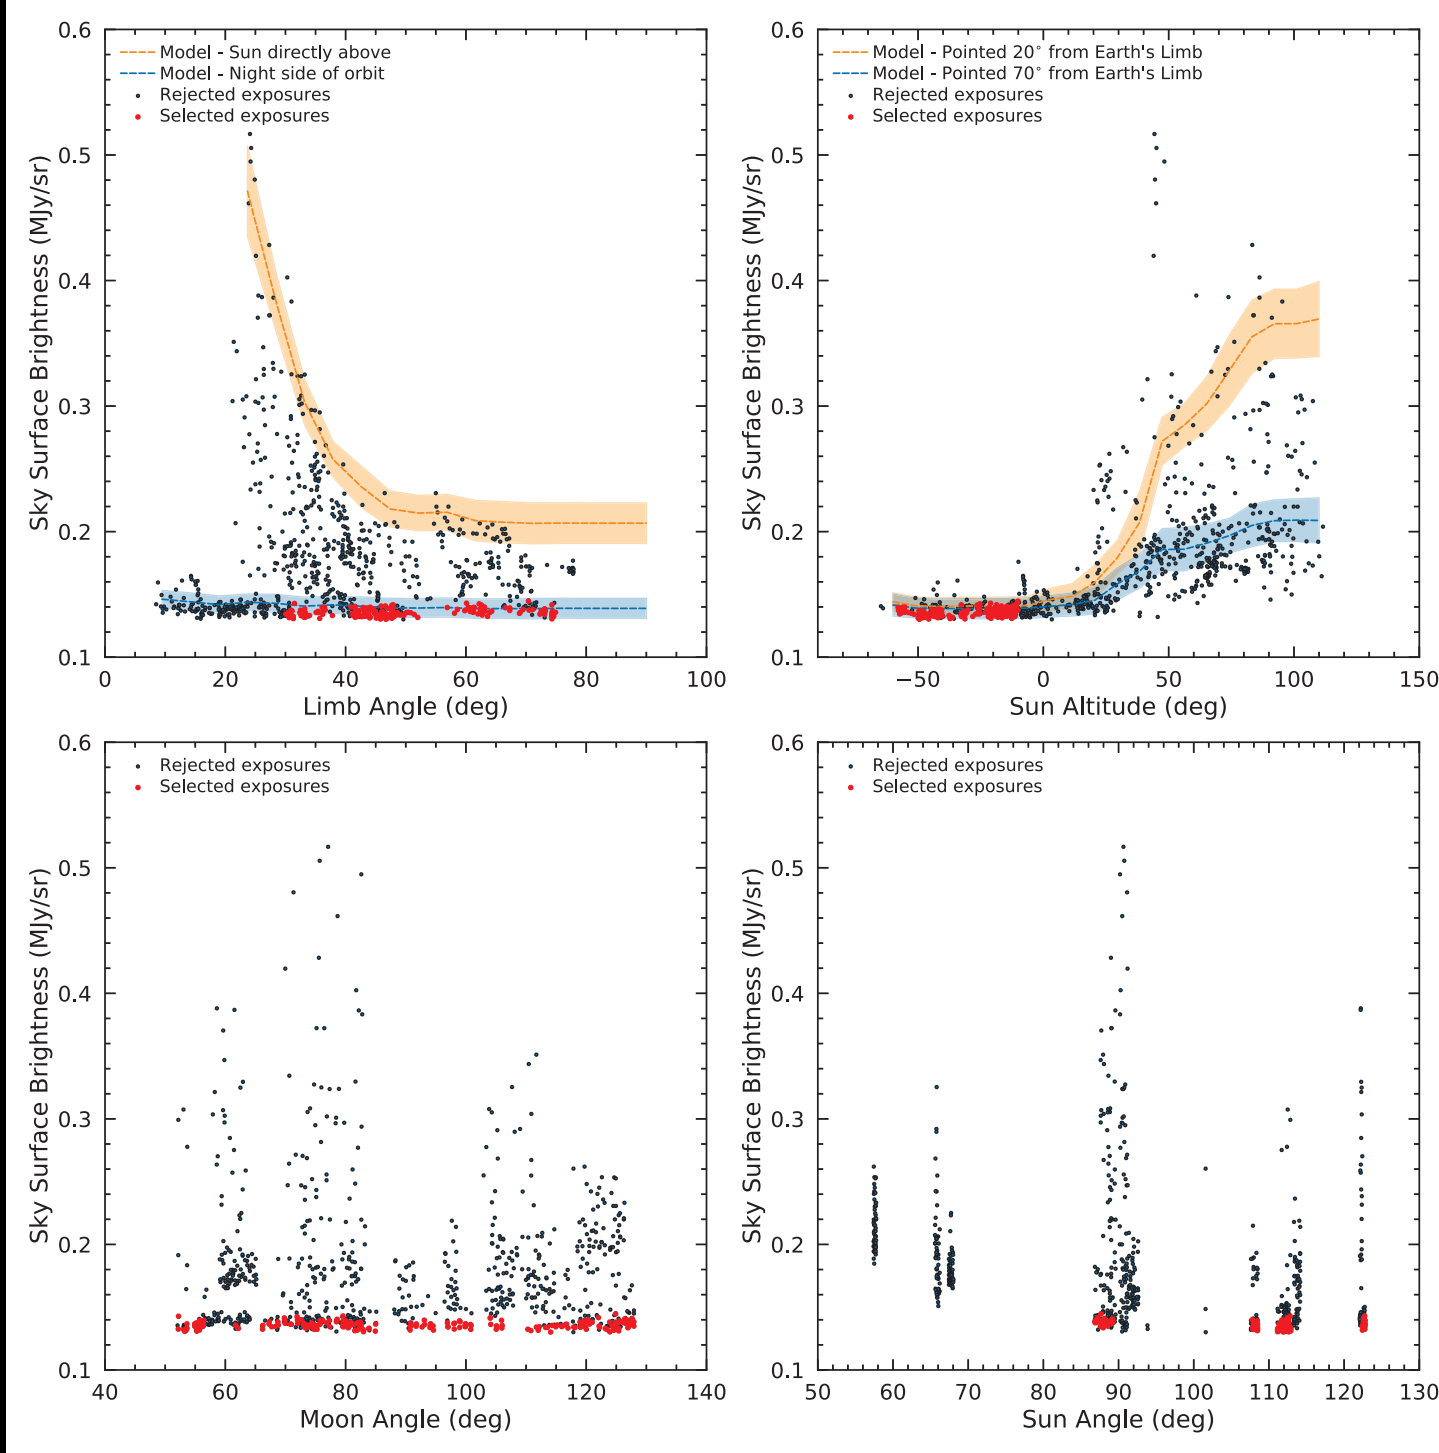 0.6
0.5
0.4
0.3
0.2
0.1
Sky Surface Brightness (MJy/sr)
Model - Sun directly above
Model - Night side of orbit
Rejected exposures
Selected exposures
0 20 40 60 80 100
Limb Angle (deg)
0.6
0.5
0.4
0.3
0.2
0.1
Sky Surface Brightness (MJy/sr)
Model - Pointed 20° from Earth's Limb
Model - Pointed 70° from Earth's Limb
Rejected exposures
Selected exposures
−50 0 50 100 150
Sun Altitude (deg)
0.6
0.5
0.4
0.3
0.2
0.1
Sky Surface Brightness (MJy/sr)
Rejected exposures
Selected exposures
40 60 80 100 120 140
Moon Angle (deg)
0.6
0.5
0.4
0.3
0.2
0.1
Sky Surface Brightness (MJy/sr)
Rejected exposures
Selected exposures
50 60 70 80 90 100 110 120 130
Sun Angle (deg)